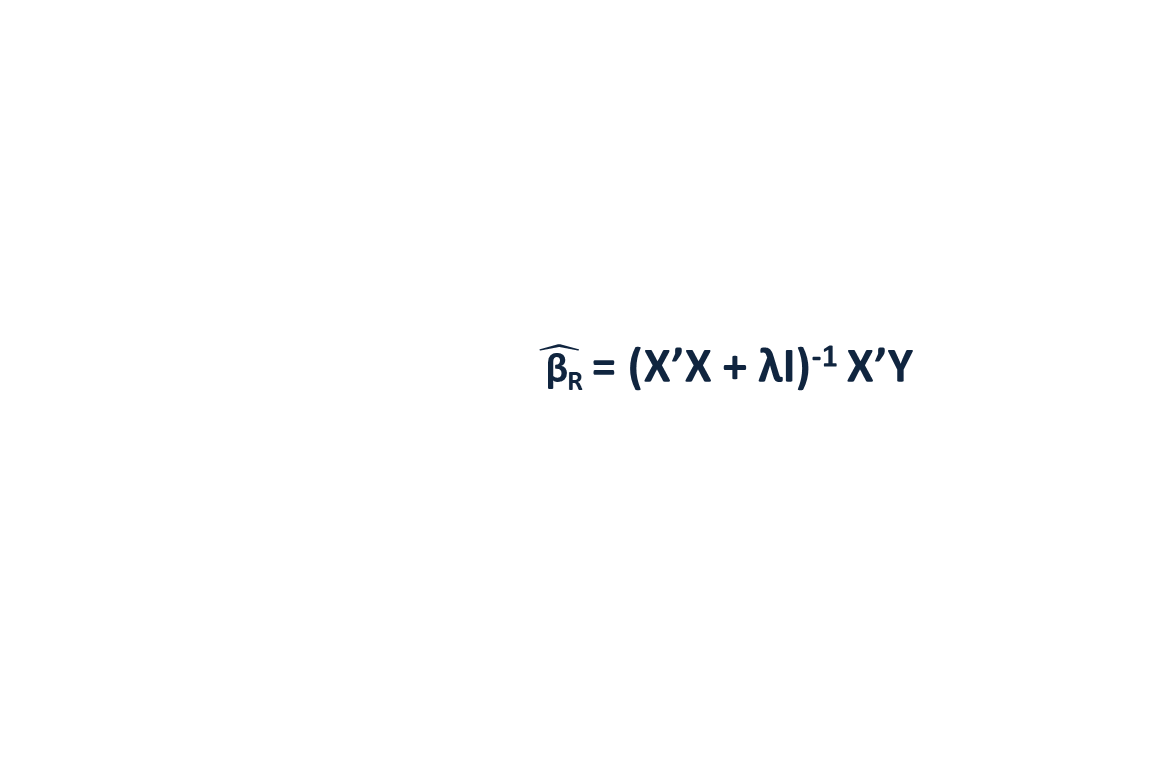 β̂R = (X’X + λI)-1 X’Y